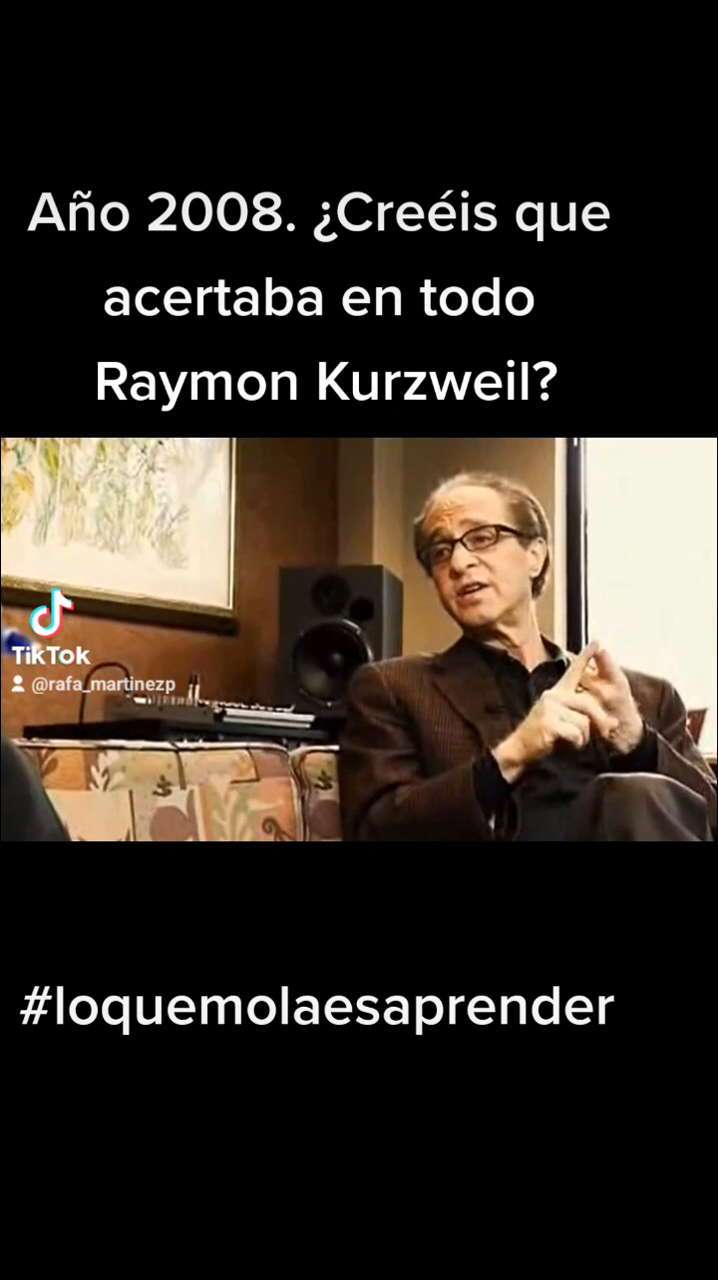 Año 2008. ¿Creéis que
acertaba en todo
Raymon Kurzweil?
TikTok
@rafa_martinezp
#loquemolaesaprender